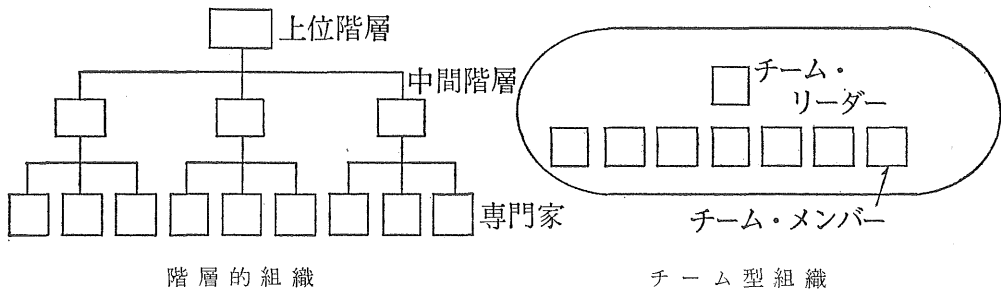 上位階層
中間階層
専門家
階層的組織
チーム・
リーダー
チーム・メンバー
チーム型組織